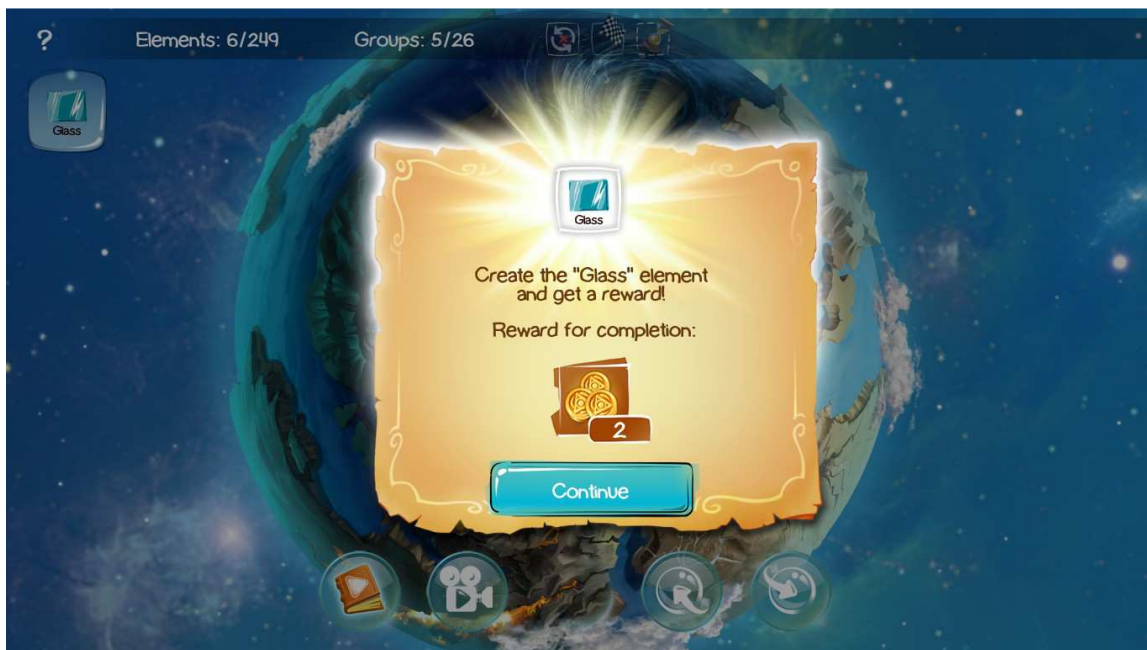 ? Elements: 6/249 Groups: 5/26
Glass
Glass
Create the "Glass" element
and get a reward!
Reward for completion:
2
Continue